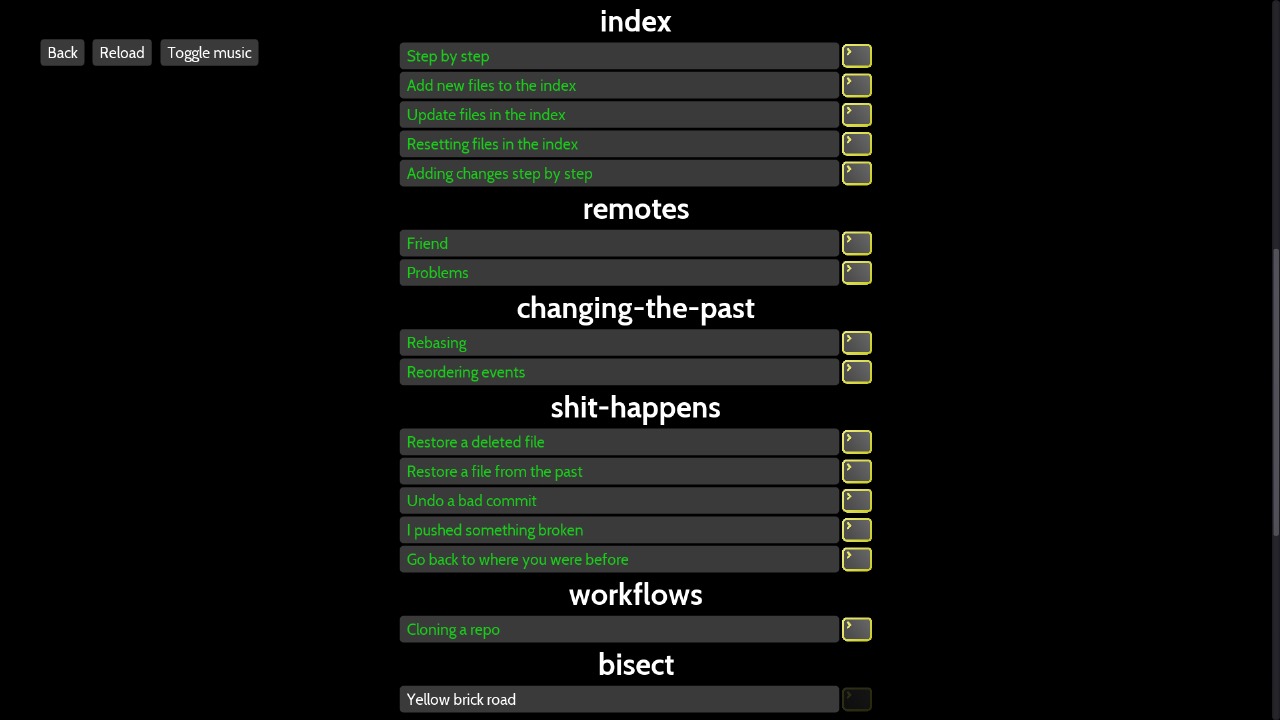 index
Back Reload Toggle music
Step by step
Add new files to the index
Update files in the index
Resetting files in the index
Adding changes step by step
remotes
Friend
Problems
changing-the-past
Rebasing
Reordering events
shit-happens
Restore a deleted file
Restore a file from the past
Undo a bad commit
I pushed something broken
Go back to where you were before
workflows
Cloning a repo
bisect
Yellow brick road